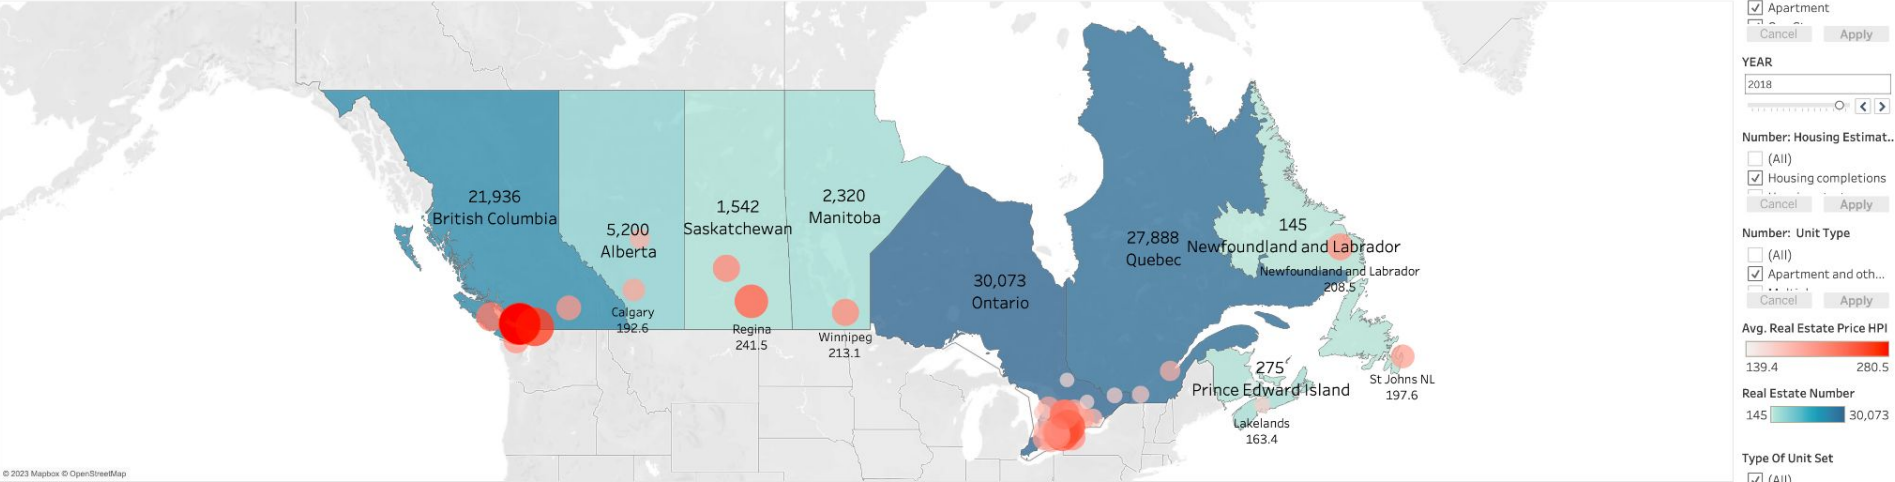 21,936
British Columbia
5,200
Alberta
Calgary
192.6
1,542
Saskatchewan
Regina
241.5
2,320
Manitoba
Winnipeg
213.1
30,073
Ontario
27,888
Quebec
145
Newfoundland and Labrador
Newfoundland and Labrador
208.5
275
Prince Edward Island
Lakelands
163.4
St Johns NL
197.6
© 2023 Mapbox © OpenStreetMap
Apartment
Cancel Apply
YEAR
2018
Number: Housing Estimat..
(All)
Housing completions
Cancel Apply
Number: Unit Type
(All)
Apartment and oth...
Cancel Apply
Avg. Real Estate Price HPI
139.4 280.5
Real Estate Number
145 30,073
Type Of Unit Set
(All)